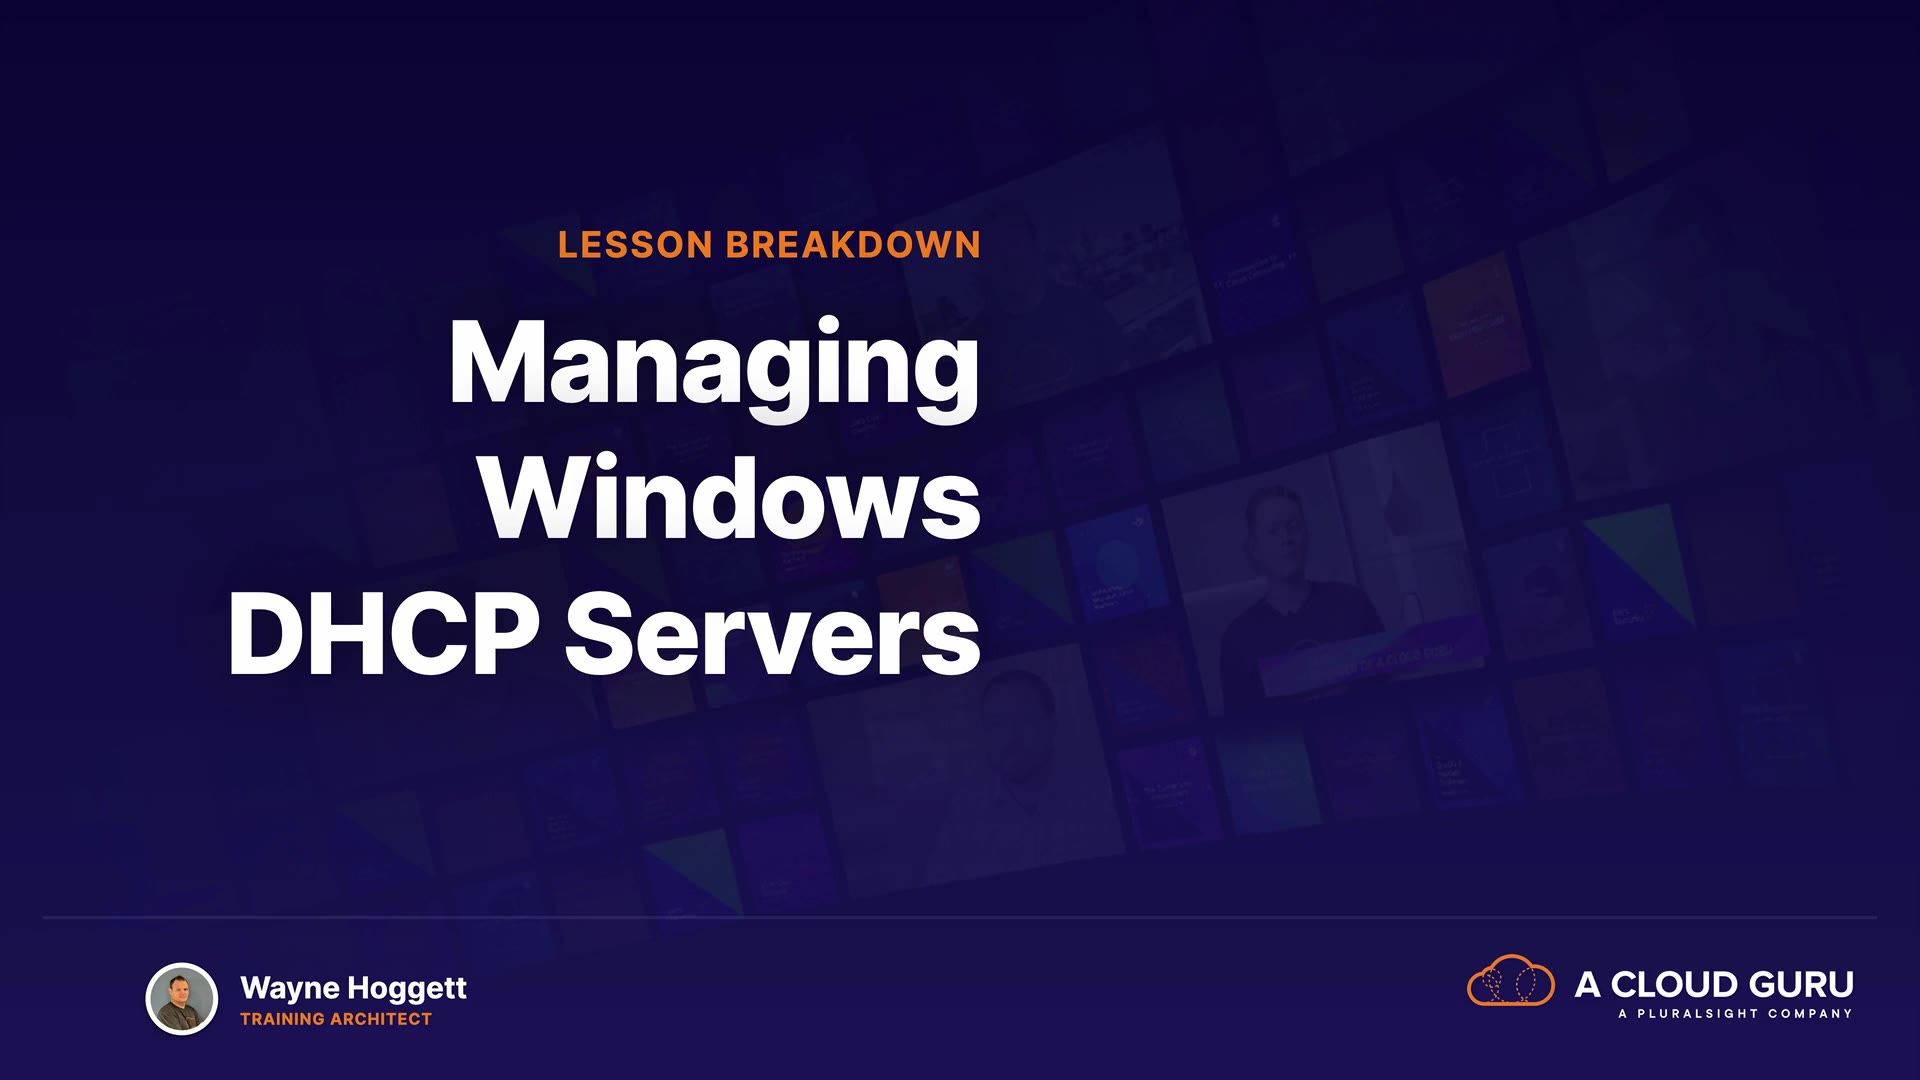 LESSON BREAKDOWN
Managing
Windows
DHCP Servers
Wayne Hoggett
TRAINING ARCHITECT
A CLOUD GURU
A PLURALSIGHT COMPANY